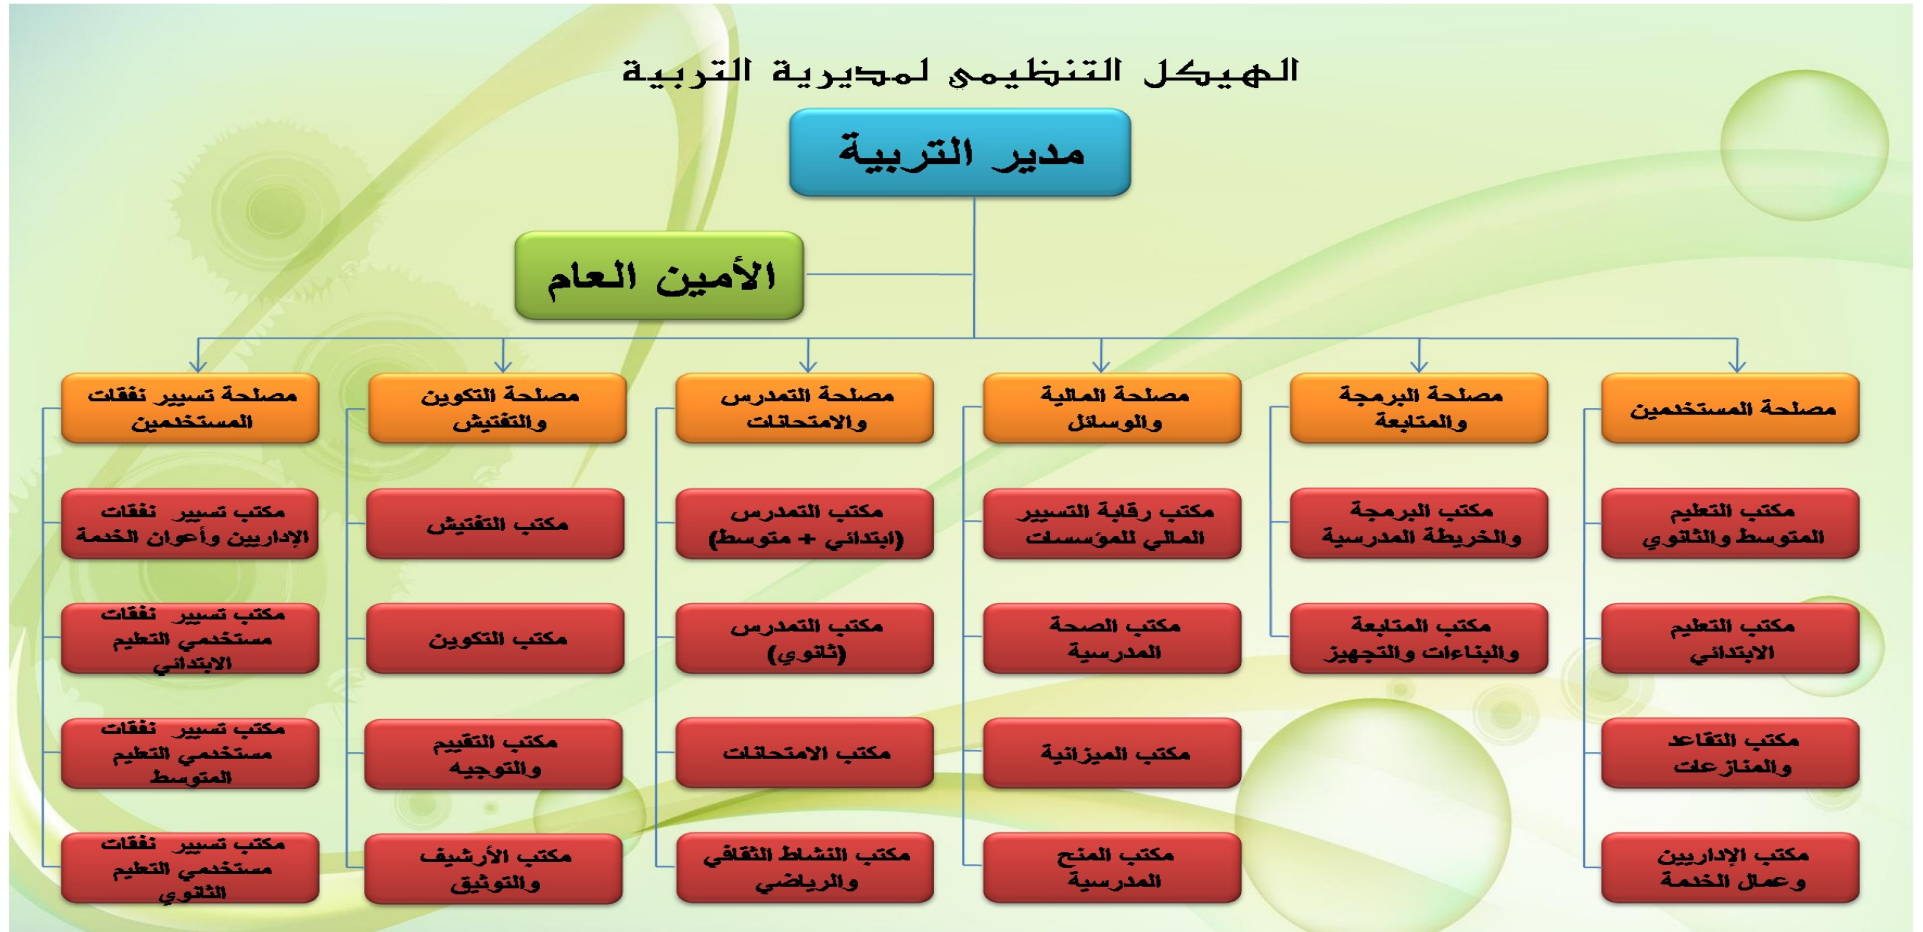 الهيكل التنظيمي لمديرية التربية
مدير التربية
الأمين العام
مصلحة المستخدمين
مكتب التعليم
المتوسط والثانوي
مكتب التعليم
الابتدائي
مكتب التقاعد
والمنازعات
مكتب الإداريين
وعمال الخدمة
مصلحة البرمجة
والمتابعة
مكتب البرمجة
والخريطة المدرسية
مكتب المتابعة
والبناءات والتجهيز
مصلحة المالية
والوسائل
مكتب رقابة التسيير
المالي للمؤسسات
مكتب الصحة
المدرسية
مكتب الميزانية
مكتب المنح
المدرسية
مصلحة التمدرس
والامتحانات
مكتب التمدرس
(ابتدائي + متوسط)
مكتب التمدرس
(ثانوي)
مكتب الامتحانات
مكتب النشاط الثقافي
والرياضي
مصلحة التكوين
والتفتيش
مكتب التفتيش
مكتب التكوين
مكتب التقييم
والتوجيه
مكتب الأرشيف
والتوثيق
مصلحة تسيير نفقات
المستخدمين
مكتب تسيير نفقات
الإداريين وأعوان الخدمة
مكتب تسيير نفقات
مستخدمي التعليم
الابتدائي
مكتب تسيير نفقات
مستخدمي التعليم
المتوسط
مكتب تسيير نفقات
مستخدمي التعليم
الثانوي